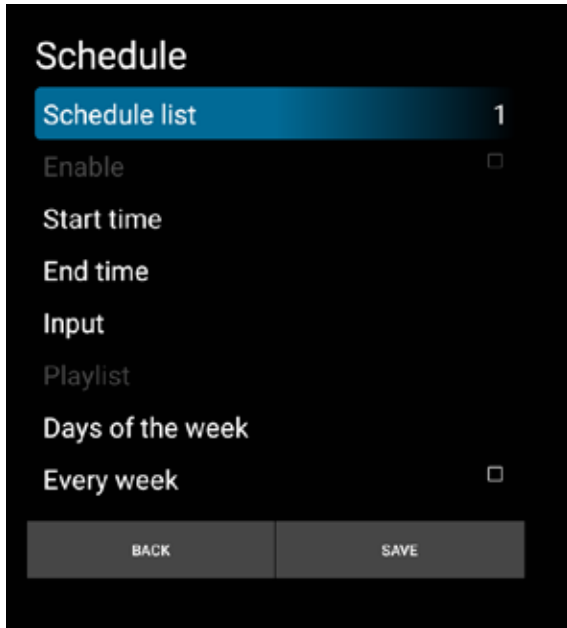 Schedule
Schedule list 1
Enable
Start time
End time
Input
Playlist
Days of the week
Every week
BACK SAVE